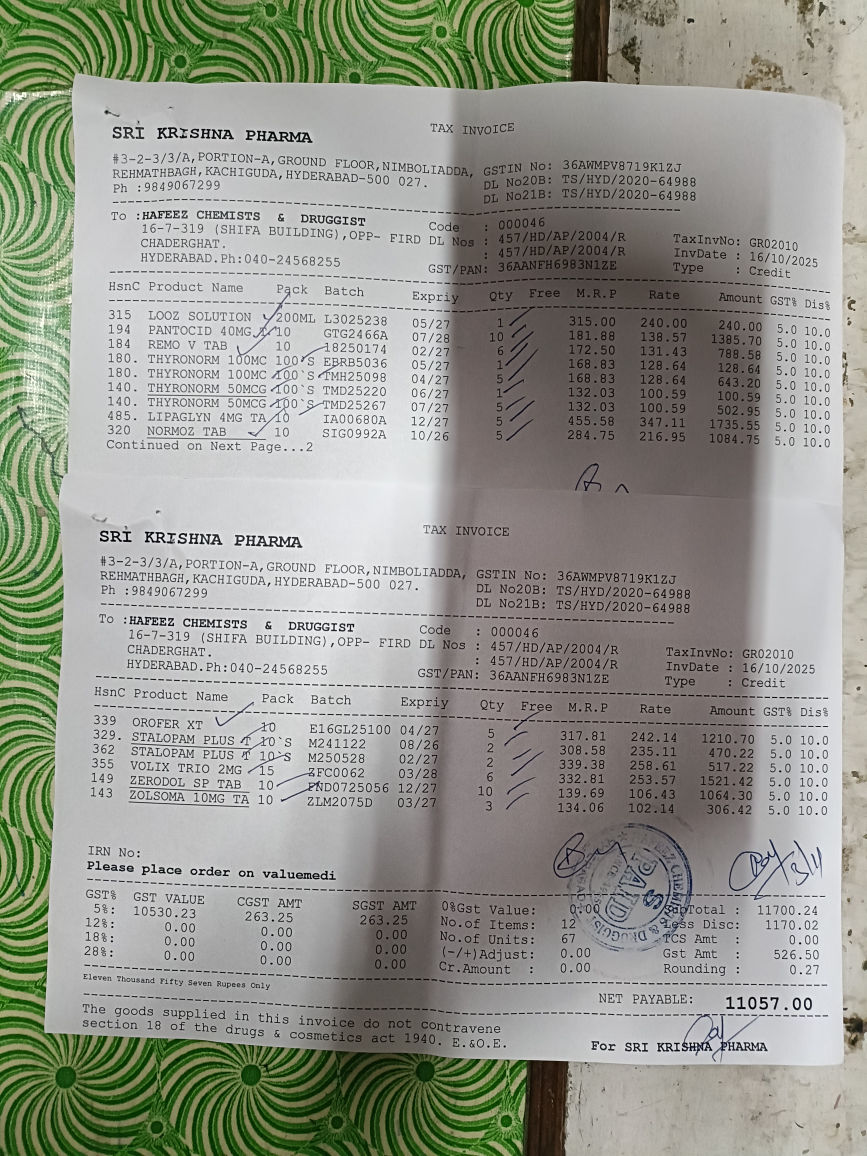 TAX INVOICE
SRI KRISHNA PHARMA
#3-2-3/3/A,PORTION-A,GROUND FLOOR,NIMBOLIADDA, GSTIN No: 36AWMPV8719K1ZJ
REHMATHBAGH,KACHIGUDA,HYDERABAD-500 027. DL No20B: TS/HYD/2020-64988
Ph :9849067299 DL No21B: TS/HYD/2020-64988
To :HAFEEZ CHEMISTS & DRUGGIST Code : 000046
16-7-319 (SHIFA BUILDING),OPP- FIRD DL Nos : 457/HD/AP/2004/R TaxInvNo: GR02010
CHADERGHAT. : 457/HD/AP/2004/R InvDate : 16/10/2025
HYDERABAD.Ph:040-24568255 GST/PAN: 36AANFH6983N1ZE Type : Credit
HsnC Product Name Pack Batch Expriy Qty Free M.R.P Rate Amount GST% Dis%
315 LOOZ SOLUTION 200ML L3025238 05/27 1 315.00 240.00 240.00 5.0 10.0
194 PANTOCID 40MG T 10 GTG2466A 07/28 10 181.88 138.57 1385.70 5.0 10.0
184 REMO V TAB 10 18250174 02/27 6 172.50 131.43 788.58 5.0 10.0
180. THYRONORM 100MC 100`S EBRB5036 05/27 1 168.83 128.64 128.64 5.0 10.0
180. THYRONORM 100MC 100`S TMH25098 04/27 5 168.83 128.64 643.20 5.0 10.0
140. THYRONORM 50MCG 100`S TMD25220 06/27 1 132.03 100.59 100.59 5.0 10.0
140. THYRONORM 50MCG 100`S TMD25267 07/27 5 132.03 100.59 502.95 5.0 10.0
485. LIPAGLYN 4MG TA 10 IA00680A 12/27 5 455.58 347.11 1735.55 5.0 10.0
320 NORMOZ TAB 10 SIG0992A 10/26 5 284.75 216.95 1084.75 5.0 10.0
Continued on Next Page...2
TAX INVOICE
SRI KRISHNA PHARMA
#3-2-3/3/A,PORTION-A,GROUND FLOOR,NIMBOLIADDA, GSTIN No: 36AWMPV8719K1ZJ
REHMATHBAGH,KACHIGUDA,HYDERABAD-500 027. DL No20B: TS/HYD/2020-64988
Ph :9849067299 DL No21B: TS/HYD/2020-64988
To :HAFEEZ CHEMISTS & DRUGGIST Code : 000046
16-7-319 (SHIFA BUILDING),OPP- FIRD DL Nos : 457/HD/AP/2004/R TaxInvNo: GR02010
CHADERGHAT. : 457/HD/AP/2004/R InvDate : 16/10/2025
HYDERABAD.Ph:040-24568255 GST/PAN: 36AANFH6983N1ZE Type : Credit
HsnC Product Name Pack Batch Expriy Qty Free M.R.P Rate Amount GST% Dis%
339 OROFER XT 10 E16GL25100 04/27 5 317.81 242.14 1210.70 5.0 10.0
329. STALOPAM PLUS T 10`S M241122 08/26 2 308.58 235.11 470.22 5.0 10.0
362 STALOPAM PLUS T 10`S M250528 02/27 2 339.38 258.61 517.22 5.0 10.0
355 VOLIX TRIO 2MG 15 ZFC0062 03/28 6 332.81 253.57 1521.42 5.0 10.0
149 ZERODOL SP TAB 10 FND0725056 12/27 10 139.69 106.43 1064.30 5.0 10.0
143 ZOLSOMA 10MG TA 10 ZLM2075D 03/27 3 134.06 102.14 306.42 5.0 10.0
IRN No:
Please place order on valuemedi
GST% GST VALUE CGST AMT SGST AMT 0%Gst Value: 0.00 SubTotal : 11700.24
5%: 10530.23 263.25 263.25 No.of Items: 12 Less Disc: 1170.02
12%: 0.00 0.00 0.00 No.of Units: 67 TCS Amt : 0.00
18%: 0.00 0.00 0.00 (-/+)Adjust: 0.00 Gst Amt : 526.50
28%: 0.00 0.00 0.00 Cr.Amount : 0.00 Rounding : 0.27
Eleven Thousand Fifty Seven Rupees Only
NET PAYABLE: 11057.00
The goods supplied in this invoice do not contravene
section 18 of the drugs & cosmetics act 1940. E.&O.E.
For SRI KRISHNA PHARMA